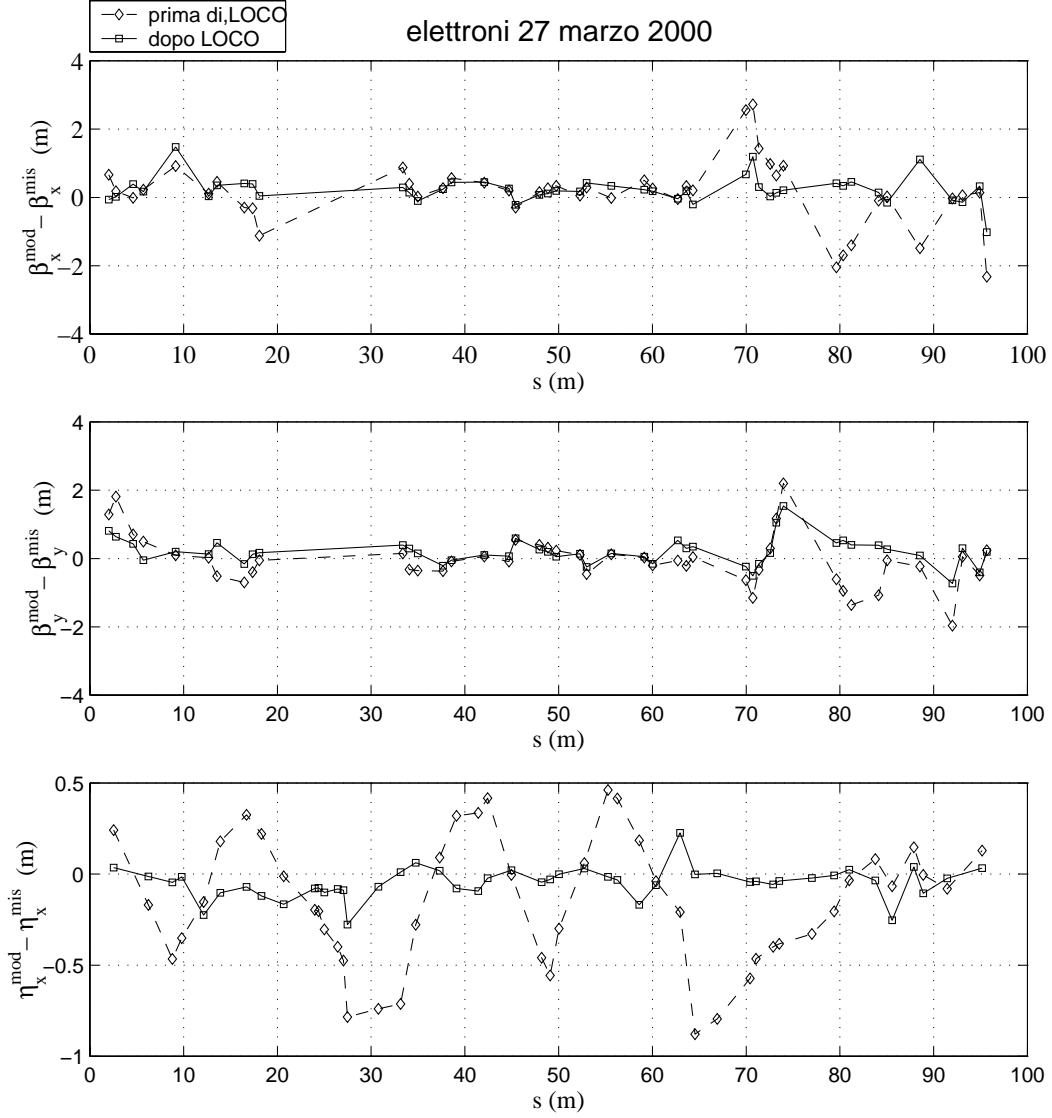 prima di,LOCO
dopo LOCO
elettroni 27 marzo 2000
4
2
0
−2
−4
β_x^mod − β_x^mis (m)
0 10 20 30 40 50 60 70 80 90 100
s (m)
4
2
0
−2
−4
β_y^mod − β_y^mis (m)
0 10 20 30 40 50 60 70 80 90 100
s (m)
0.5
0
−0.5
−1
η_x^mod − η_x^mis (m)
0 10 20 30 40 50 60 70 80 90 100
s (m)